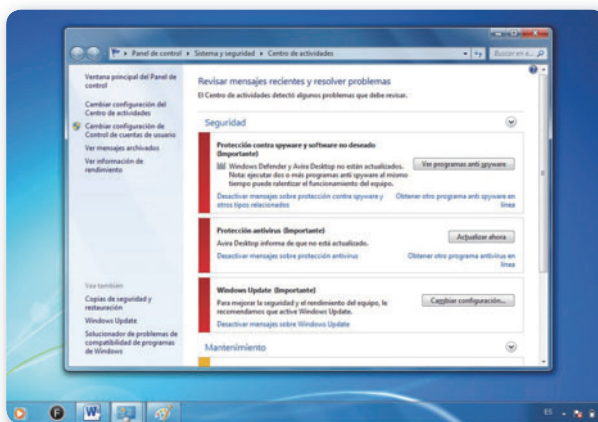 Panel de control ▸ Sistema y seguridad ▸ Centro de actividades
Buscar en e...
Ventana principal del Panel de
control
Cambiar configuración del
Centro de actividades
Cambiar configuración de
Control de cuentas de usuario
Ver mensajes archivados
Ver información de
rendimiento
Vea también
Copias de seguridad y
restauración
Windows Update
Solucionador de problemas de
compatibilidad de programas
de Windows
Revisar mensajes recientes y resolver problemas
El Centro de actividades detectó algunos problemas que debe revisar.
Seguridad
Protección contra spyware y software no deseado
(Importante)
Windows Defender y Avira Desktop no están actualizados.
Nota: ejecutar dos o más programas anti spyware al mismo
tiempo puede ralentizar el funcionamiento del equipo.
Ver programas anti spyware
Desactivar mensajes sobre protección contra spyware y
otros tipos relacionados
Obtener otro programa anti spyware en
línea
Protección antivirus (Importante)
Avira Desktop informa de que no está actualizado.
Actualizar ahora
Desactivar mensajes sobre protección antivirus
Obtener otro programa antivirus en
línea
Windows Update (Importante)
Para mejorar la seguridad y el rendimiento del equipo, le
recomendamos que active Windows Update.
Cambiar configuración...
Desactivar mensajes sobre Windows Update
Mantenimiento
F
W
ES